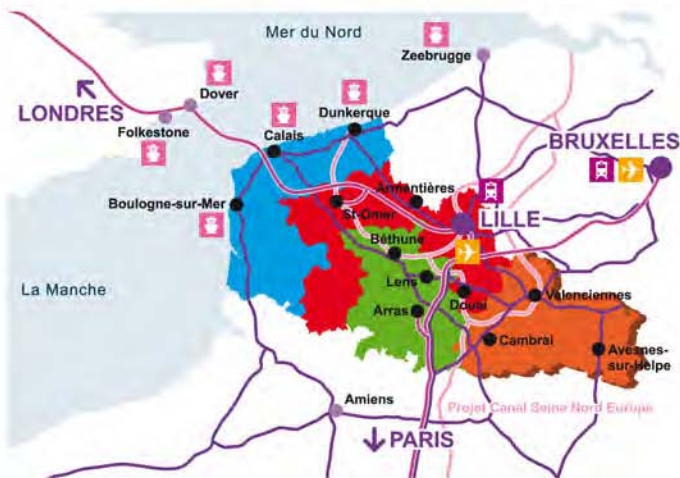 Mer du Nord
Zeebrugge
Dover
LONDRES
Dunkerque
Folkestone
Calais
BRUXELLES
Armentières
Boulogne-sur-Mer
St-Omer
LILLE
Béthune
La Manche
Lens
Douai
Valenciennes
Arras
Cambrai
Avesnes-
sur-Helpe
Amiens
Projet Canal Seine Nord Europe
PARIS